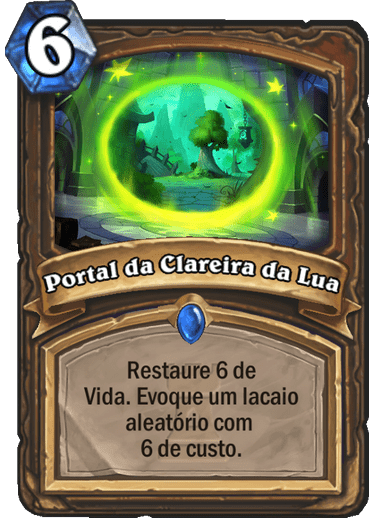 6
Portal da Clareira da Lua
Restaure 6 de
Vida. Evoque um lacaio
aleatório com
6 de custo.